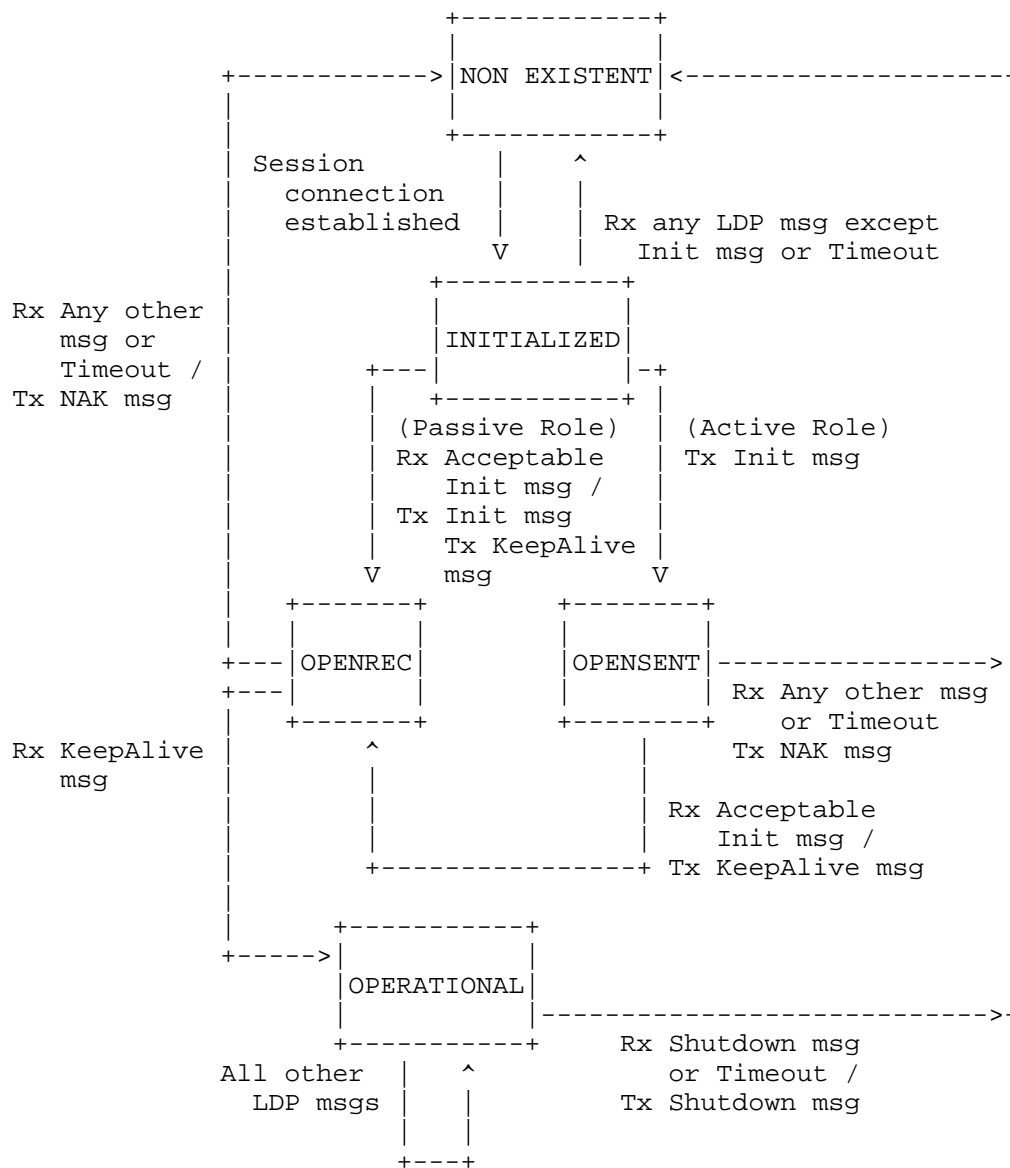 NON EXISTENT
Session
connection
established
Rx any LDP msg except
Init msg or Timeout
Rx Any other
msg or
Timeout /
Tx NAK msg
INITIALIZED
(Passive Role)
Rx Acceptable
Init msg /
Tx Init msg
Tx KeepAlive
msg
(Active Role)
Tx Init msg
OPENREC
OPENSENT
Rx Any other msg
or Timeout
Tx NAK msg
Rx KeepAlive
msg
Rx Acceptable
Init msg /
Tx KeepAlive msg
OPERATIONAL
Rx Shutdown msg
or Timeout /
Tx Shutdown msg
All other
LDP msgs